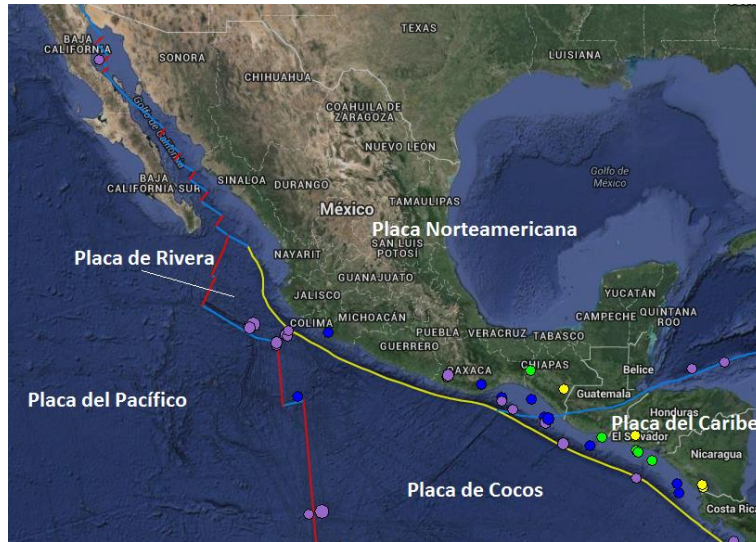 TEXAS
LUISIANA
BAJA
CALIFORNIA
SONORA
CHIHUAHUA
COAHUILA DE
ZARAGOZA
NUEVO LEÓN
Golfo de California
Golfo de
México
BAJA
CALIFORNIA SUR
SINALOA
DURANGO
TAMAULIPAS
México
Placa Norteamericana
SAN LUIS
POTOSÍ
Placa de Rivera
NAYARIT
GUANAJUATO
YUCATÁN
JALISCO
CAMPECHE
QUINTANA
ROO
COLIMA
MICHOACÁN
PUEBLA
VERACRUZ
TABASCO
GUERRERO
OAXACA
CHIAPAS
Belice
Guatemala
Placa del Pacífico
Honduras
Placa del Caribe
El Salvador
Nicaragua
Placa de Cocos
Costa Rica